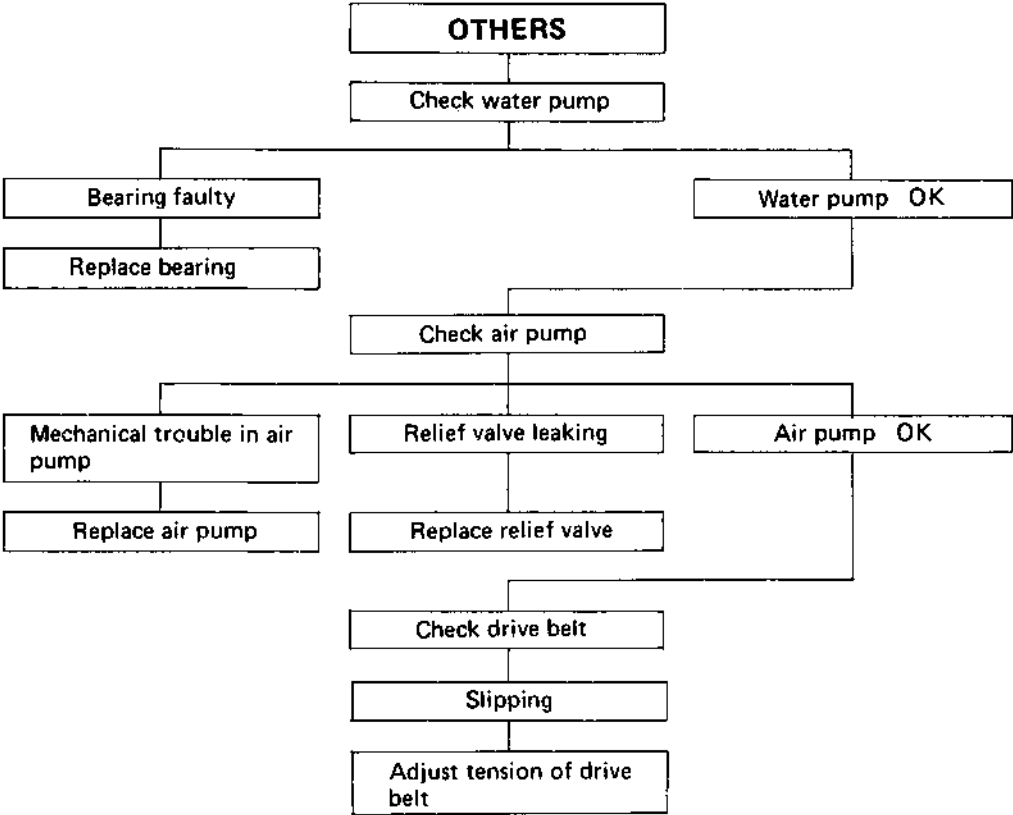 OTHERS
Check water pump
Bearing faulty
Water pump OK
Replace bearing
Check air pump
Mechanical trouble in air
pump
Relief valve leaking
Air pump OK
Replace air pump
Replace relief valve
Check drive belt
Slipping
Adjust tension of drive
belt